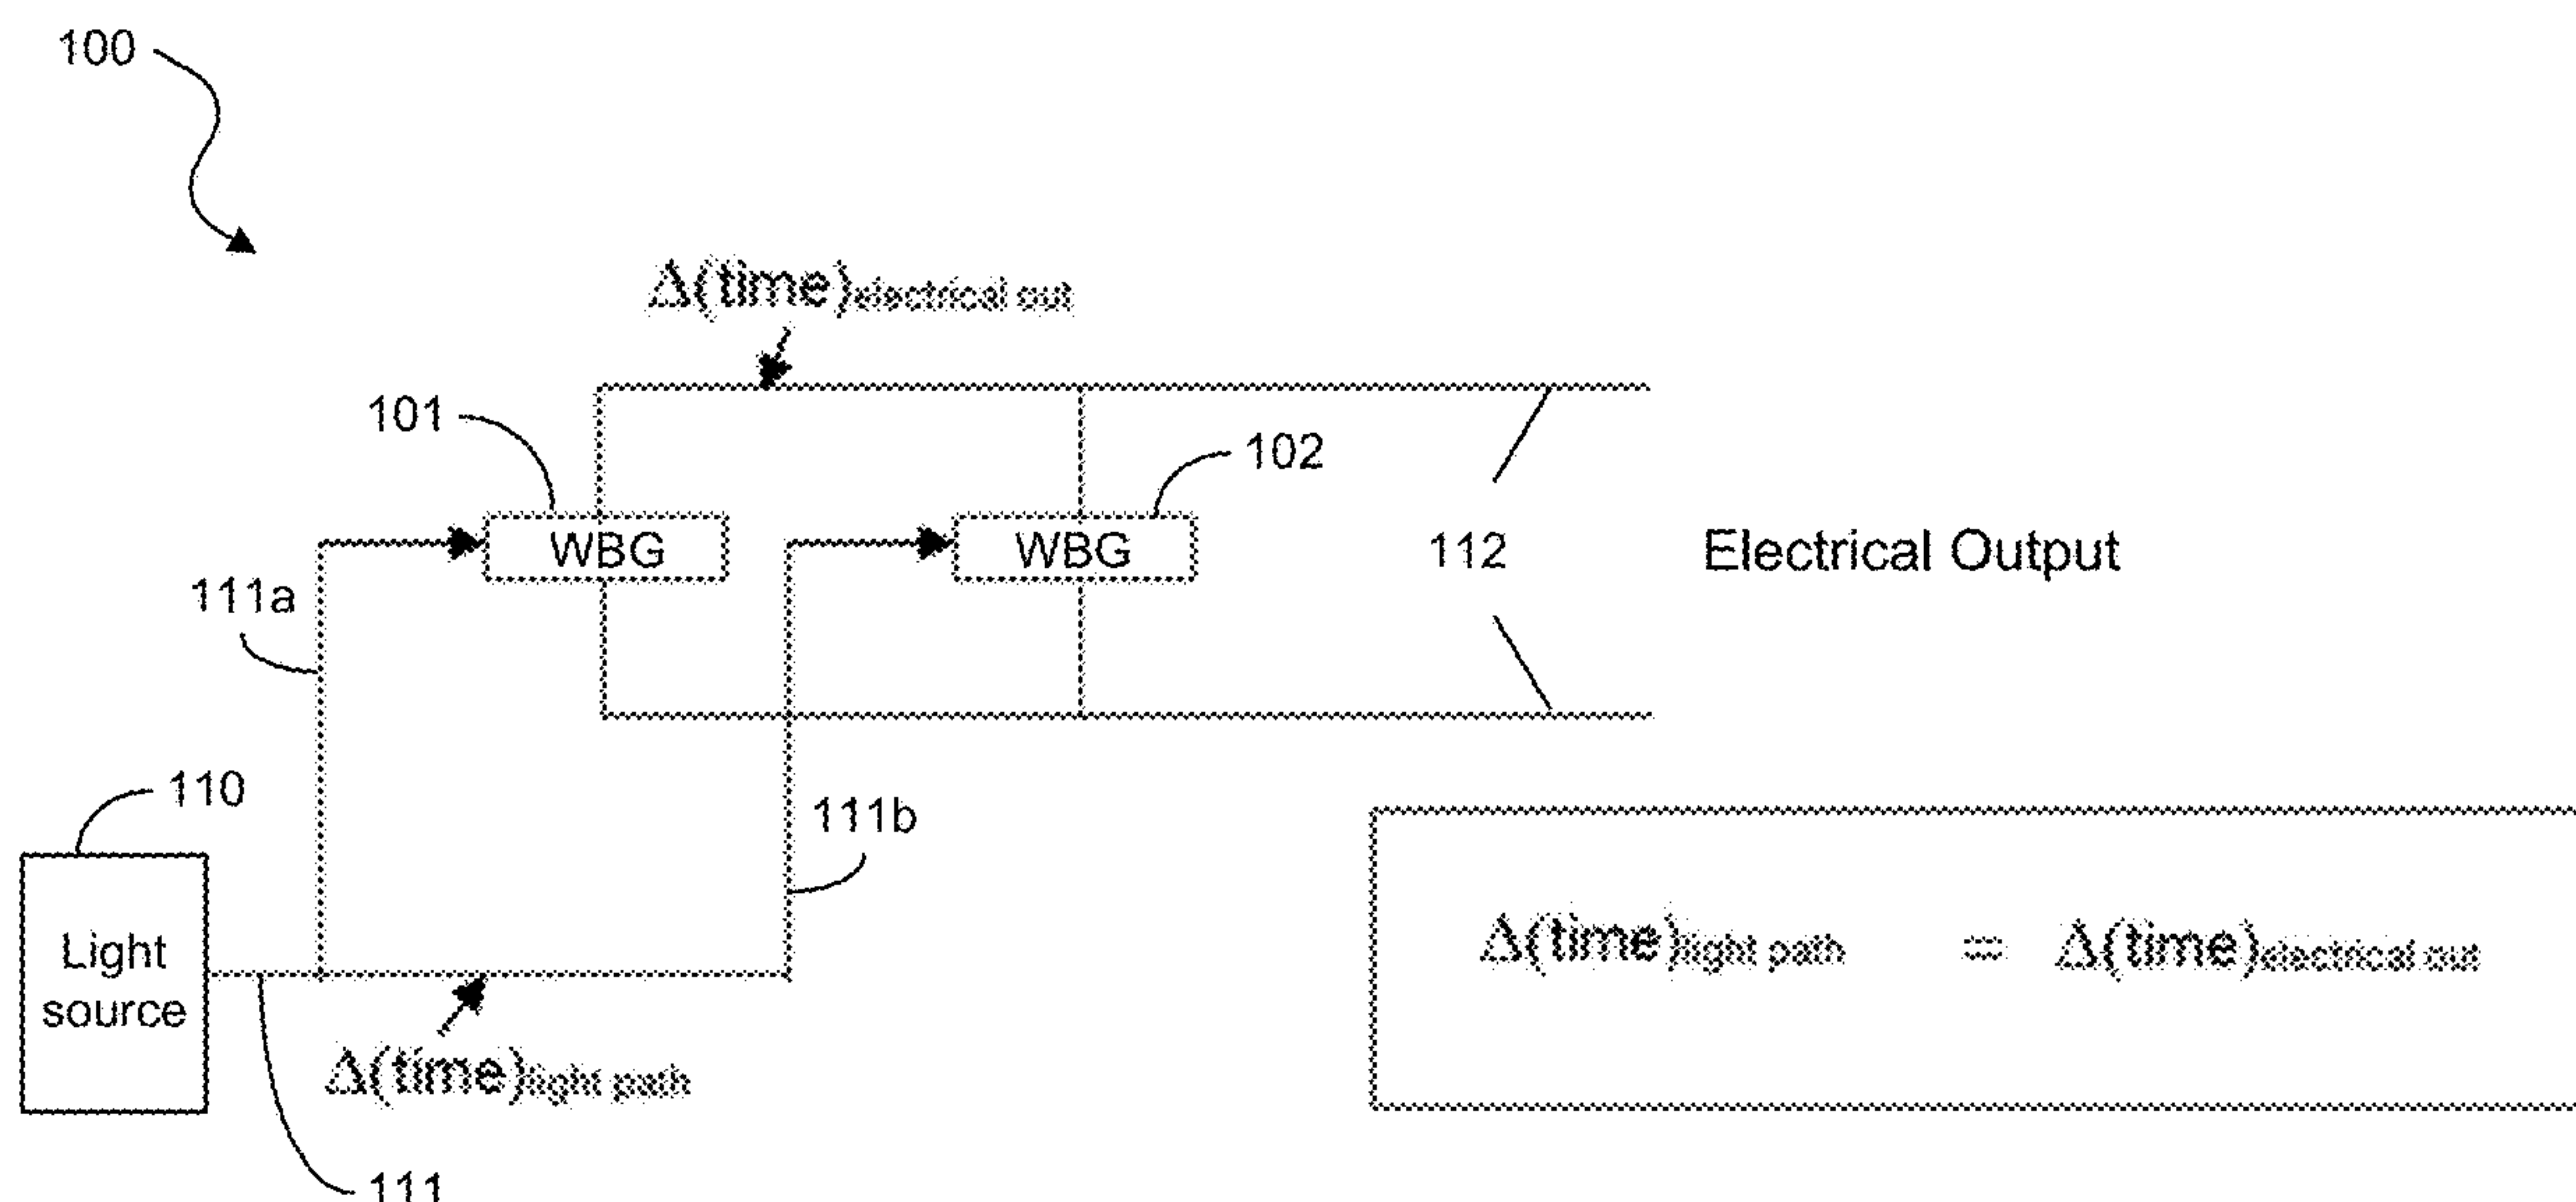 100
Δ(time)electrical out
101
102
WBG
WBG
112
Electrical Output
111a
110
111b
Light
source
Δ(time)light path = Δ(time)electrical out
Δ(time)light path
111